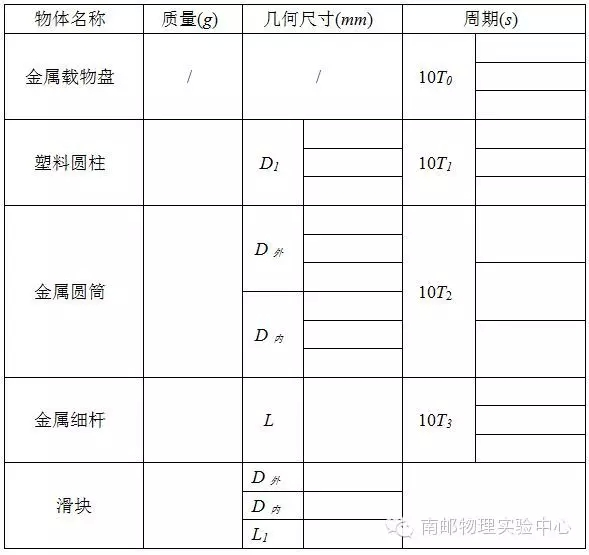 物体名称 质量(g) 几何尺寸(mm) 周期(s)
金属载物盘 / / 10T0
塑料圆柱 D1 10T1
金属圆筒 D外 10T2
D内
金属细杆 L 10T3
滑块 D外
D内
L1
南邮物理实验中心